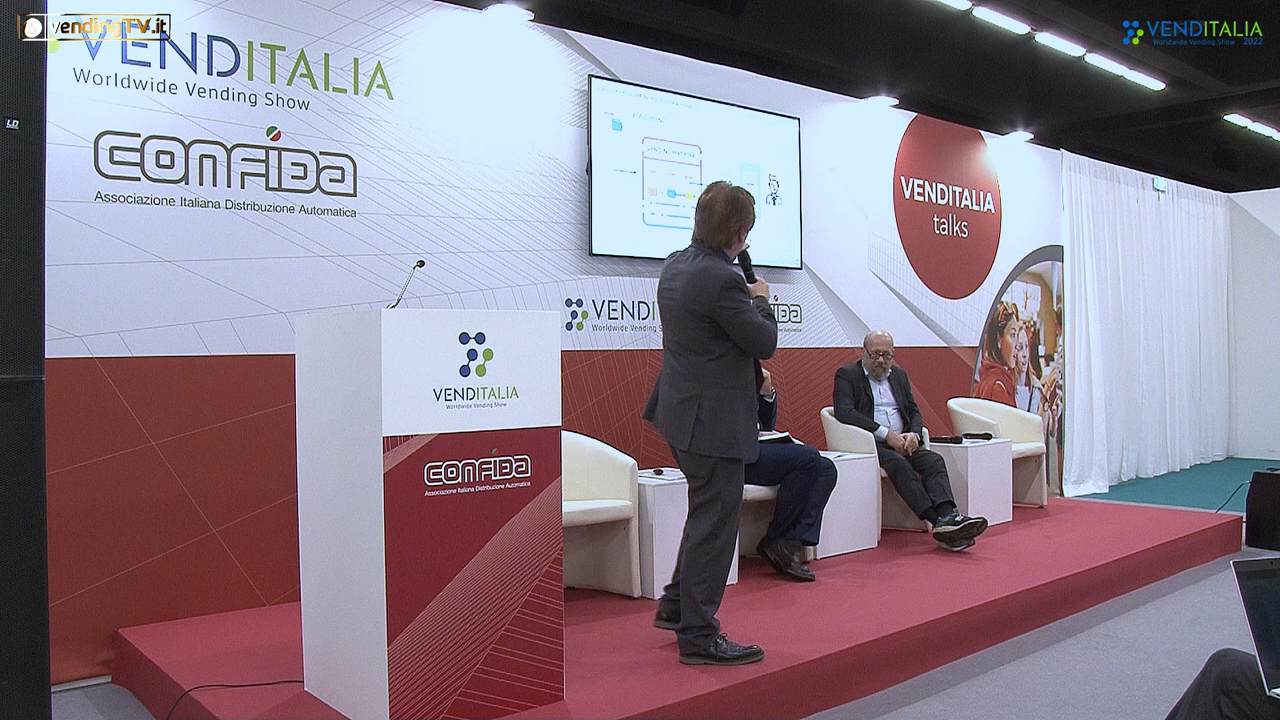 vendingTV.it
VENDITALIA
Worldwide Vending Show
2022
VENDITALIA
Worldwide Vending Show
CONFIDA
Associazione Italiana Distribuzione Automatica
VENDITALIA
talks
VENDI
Worldwide Vending S
VENDITALIA
Worldwide Vending Show
CONFIDA
Associazione Italiana Distribuzione Automatica